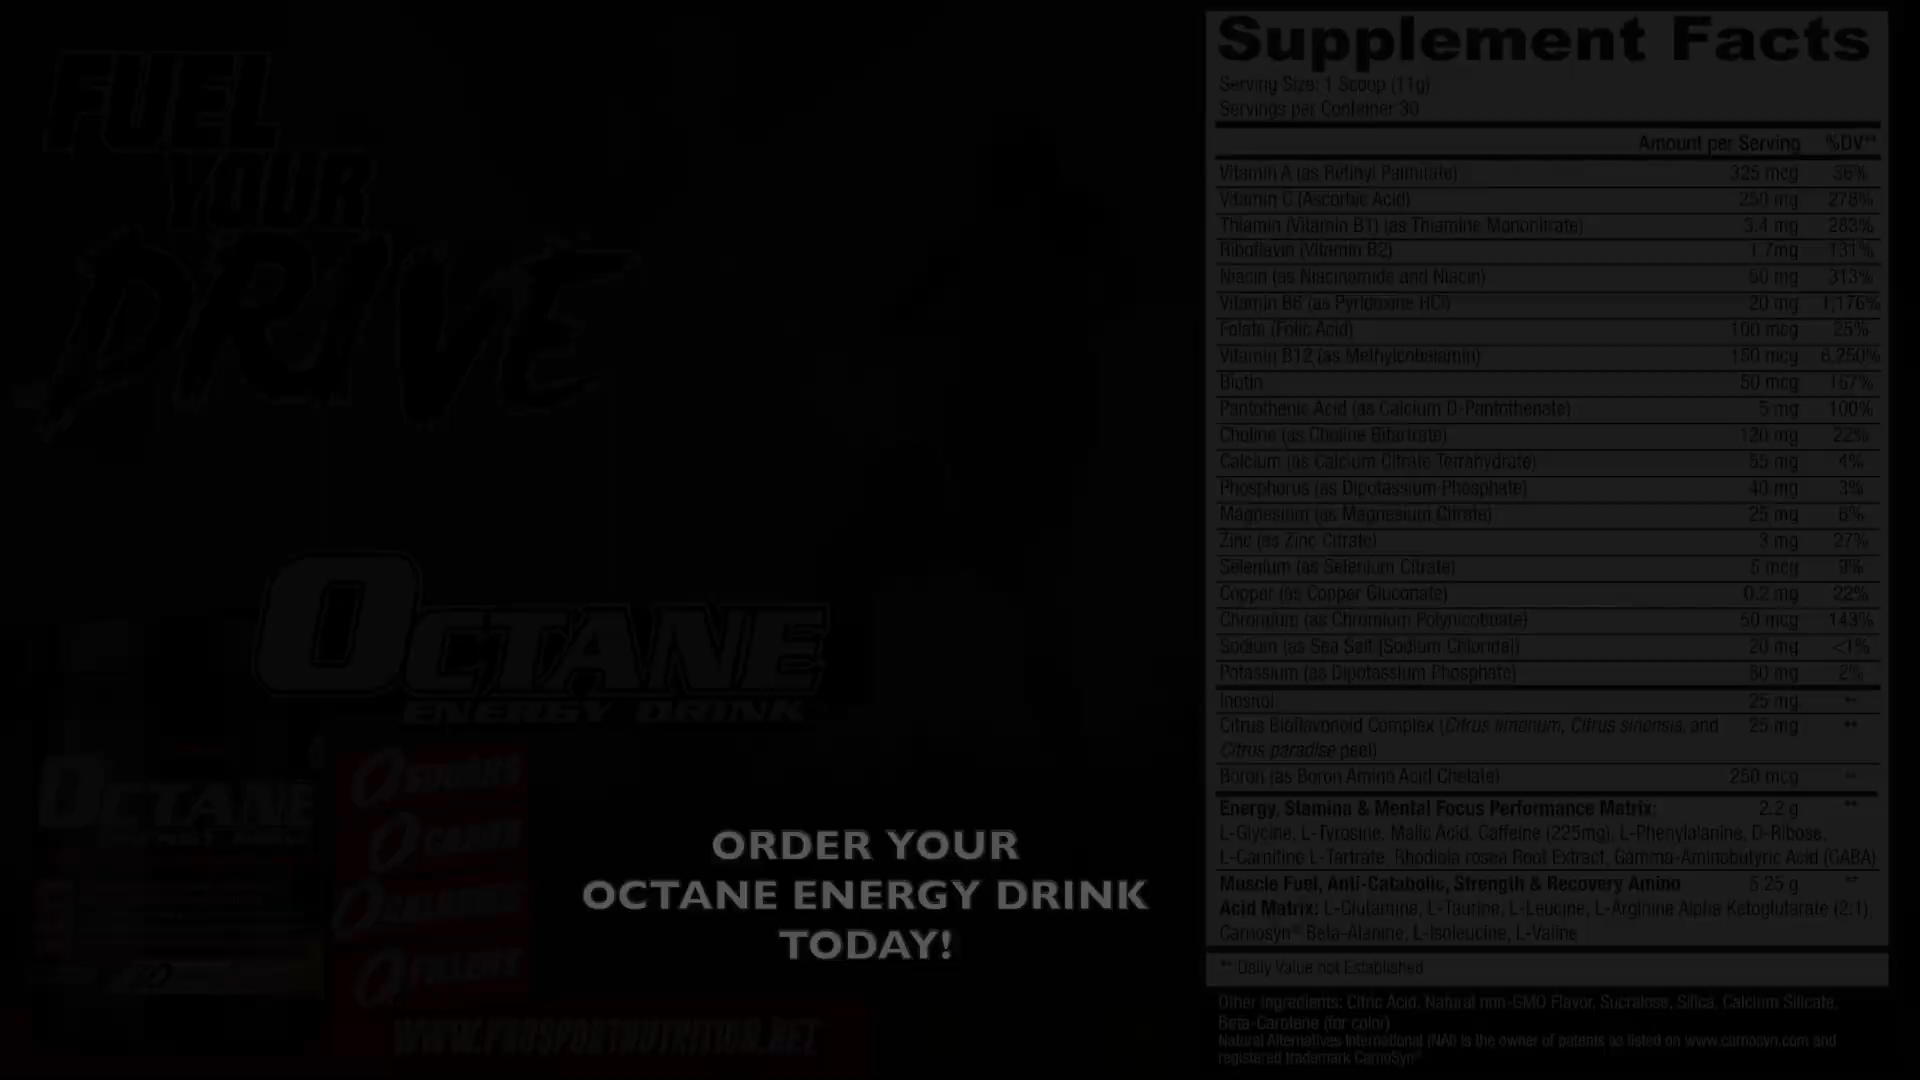 FUEL
YOUR
DRIVE
OCTANE
ENERGY DRINK
OCTANE
0 SUGARS
0 CARBS
0 CALORIES
0 FILLERS
WWW.PROSPORTNUTRITION.NET
ORDER YOUR
OCTANE ENERGY DRINK
TODAY!
Supplement Facts
Serving Size: 1 Scoop (11g)
Servings per Container 30
Amount per Serving %DV**
Vitamin A (as Retinyl Palmitate) 325 mcg 36%
Vitamin C (Ascorbic Acid) 250 mg 278%
Thiamin (Vitamin B1) (as Thiamine Mononitrate) 3.4 mg 283%
Riboflavin (Vitamin B2) 1.7mg 131%
Niacin (as Niacinamide and Niacin) 50 mg 313%
Vitamin B6 (as Pyridoxine HCl) 20 mg 1,176%
Folate (Folic Acid) 100 mcg 25%
Vitamin B12 (as Methylcobalamin) 150 mcg 6,250%
Biotin 50 mcg 167%
Pantothenic Acid (as Calcium D-Pantothenate) 5 mg 100%
Choline (as Choline Bitartrate) 120 mg 22%
Calcium (as Calcium Citrate Tetrahydrate) 55 mg 4%
Phosphorus (as Dipotassium Phosphate) 40 mg 3%
Magnesium (as Magnesium Citrate) 25 mg 6%
Zinc (as Zinc Citrate) 3 mg 27%
Selenium (as Selenium Citrate) 5 mcg 9%
Copper (as Copper Gluconate) 0.2 mg 22%
Chromium (as Chromium Polynicotinate) 50 mcg 143%
Sodium (as Sea Salt [Sodium Chloride]) 20 mg <1%
Potassium (as Dipotassium Phosphate) 80 mg 2%
Inositol 25 mg **
Citrus Bioflavonoid Complex (Citrus limonum, Citrus sinensis, and 25 mg **
Citrus paradise peel)
Boron (as Boron Amino Acid Chelate) 250 mcg **
Energy, Stamina & Mental Focus Performance Matrix: 2.2 g **
L-Glycine, L-Tyrosine, Malic Acid, Caffeine (225mg), L-Phenylalanine, D-Ribose,
L-Carnitine L-Tartrate, Rhodiola rosea Root Extract, Gamma-Aminobutyric Acid (GABA)
Muscle Fuel, Anti-Catabolic, Strength & Recovery Amino 5.25 g **
Acid Matrix: L-Glutamine, L-Taurine, L-Leucine, L-Arginine Alpha Ketoglutarate (2:1),
Carnosyn® Beta-Alanine, L-Isoleucine, L-Valine
** Daily Value not Established
Other Ingredients: Citric Acid, Natural non-GMO Flavor, Sucralose, Silica, Calcium Silicate,
Beta-Carotene (for color)
Natural Alternatives International (NAI) is the owner of patents as listed on www.carnosyn.com and
registered trademark CarnoSyn®